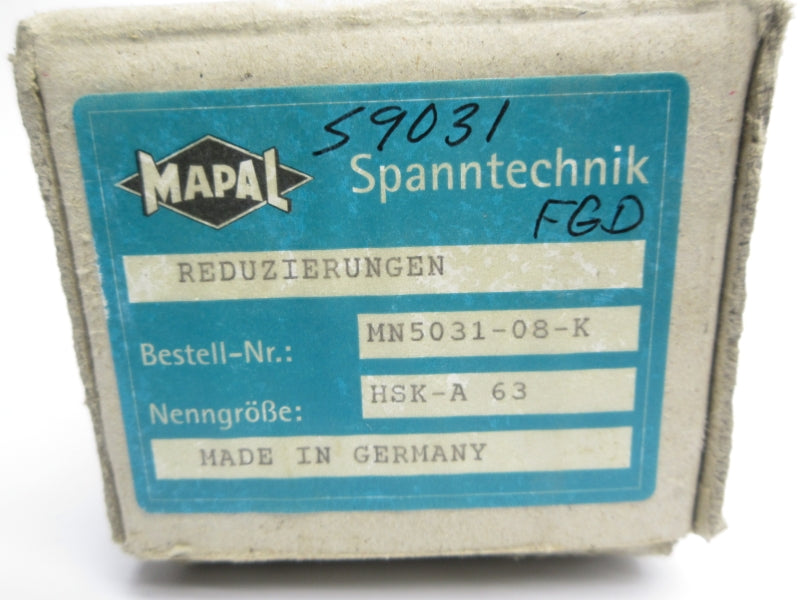 59031
MAPAL Spanntechnik
FGD
REDUZIERUNGEN
Bestell-Nr.: MN5031-08-K
Nenngröße: HSK-A 63
MADE IN GERMANY